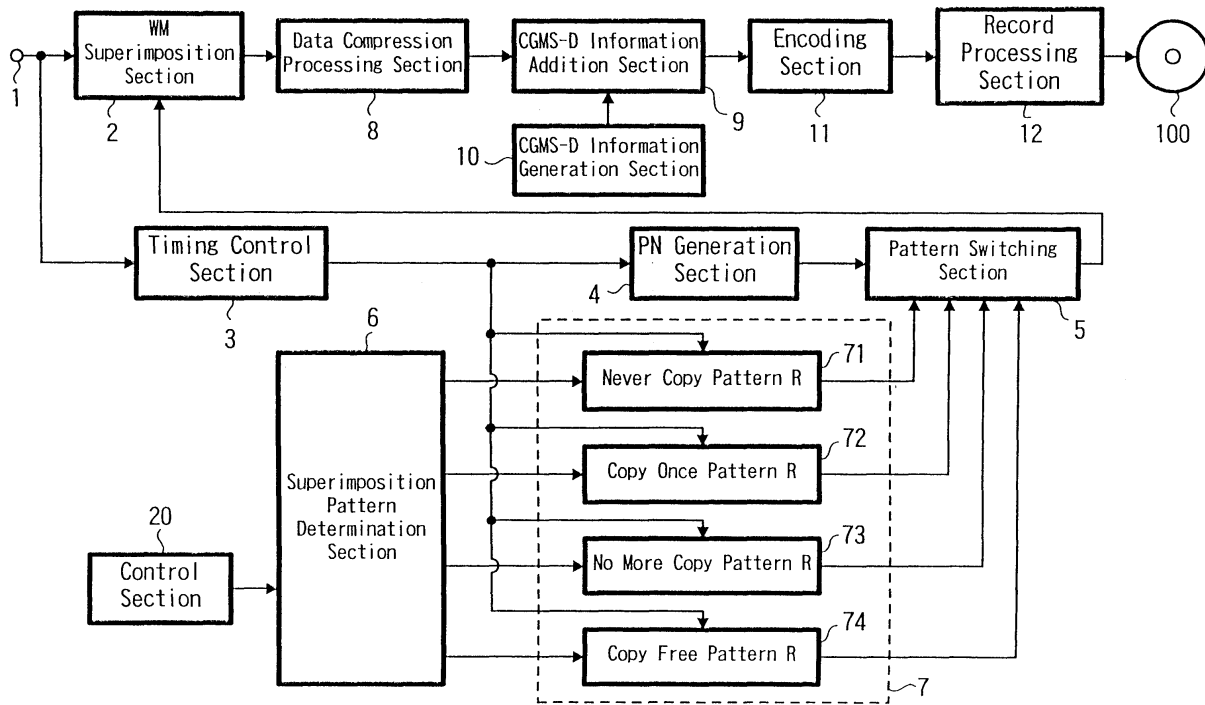 WM
Superimposition
Section
Data Compression
Processing Section
CGMS-D Information
Addition Section
Encoding
Section
Record
Processing
Section
1
2
8
9
11
12
100
10
CGMS-D Information
Generation Section
Timing Control
Section
3
PN Generation
Section
4
Pattern Switching
Section
5
6
Superimposition
Pattern
Determination
Section
20
Control
Section
71
Never Copy Pattern R
72
Copy Once Pattern R
73
No More Copy Pattern R
74
Copy Free Pattern R
7